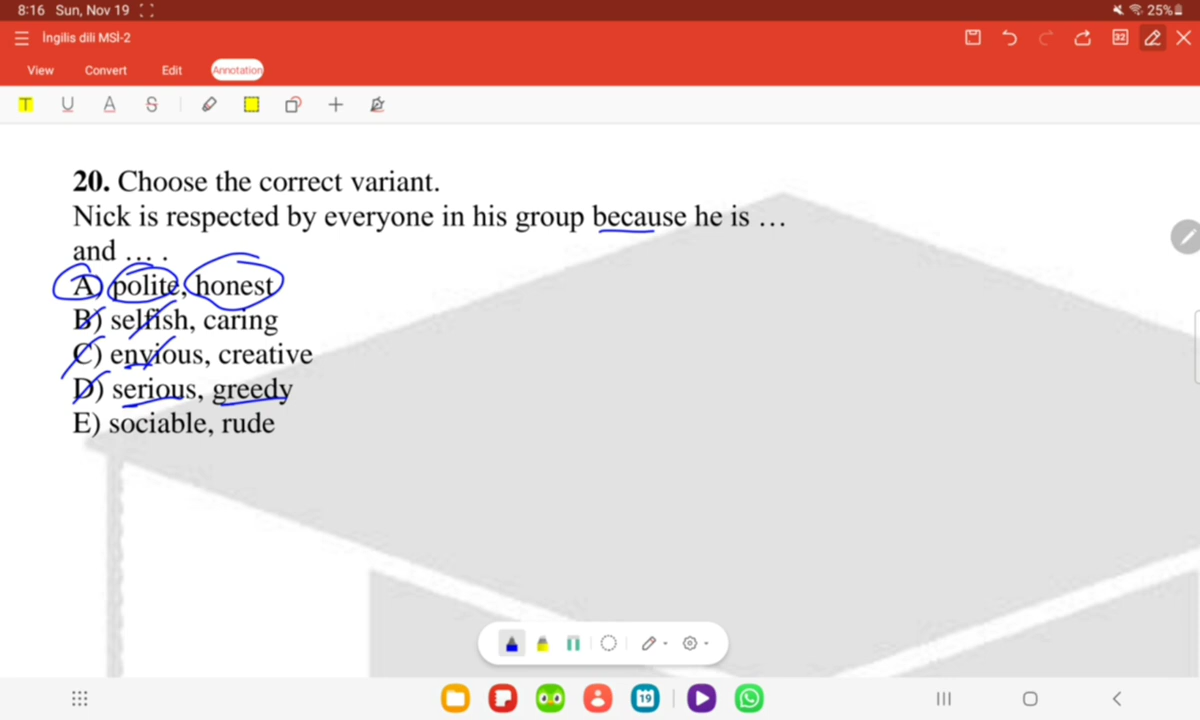 8:16 Sun, Nov 19 25%
İngilis dili MSİ-2 32
View Convert Edit Annotation
T U A S
20. Choose the correct variant.
Nick is respected by everyone in his group because he is …
and … .
A) polite, honest
B) selfish, caring
C) envious, creative
D) serious, greedy
E) sociable, rude
19